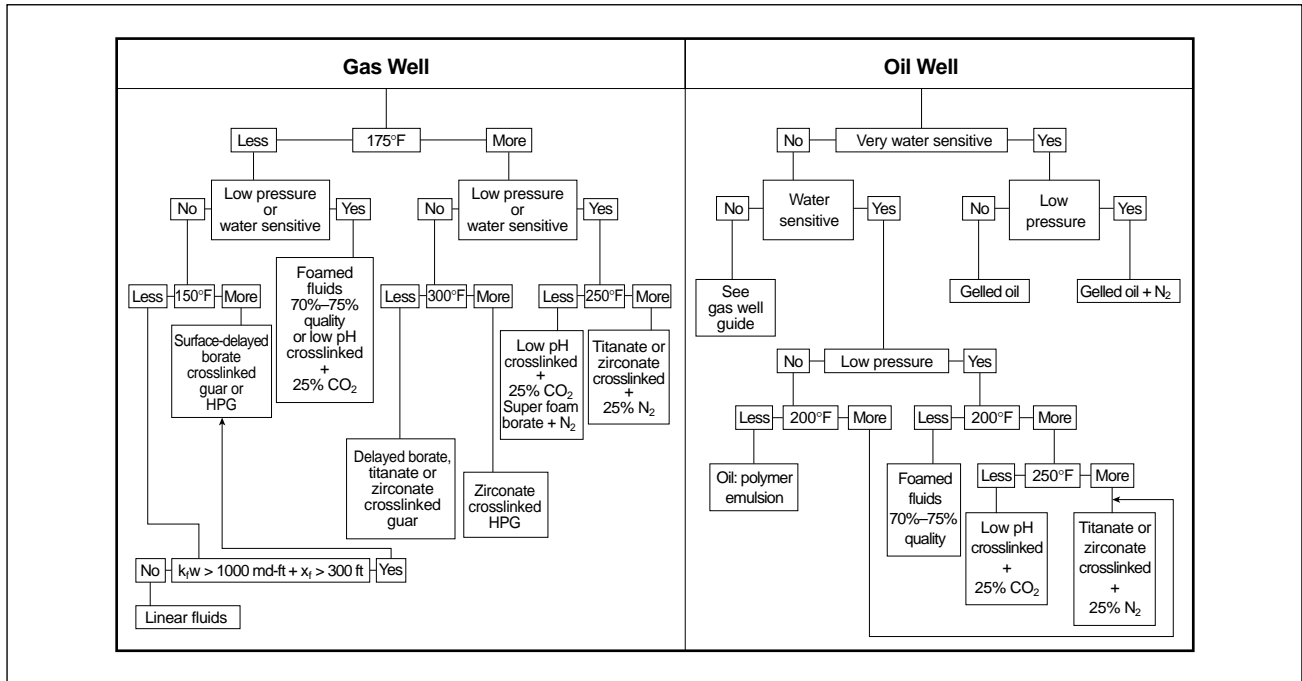 Gas Well
Less
175°F
More
No
Low pressure
or
water sensitive
Yes
No
Low pressure
or
water sensitive
Yes
Less
150°F
More
Foamed
fluids
70%–75%
quality
or low pH
crosslinked
+
25% CO₂
Less
300°F
More
Less
250°F
More
Surface-delayed
borate
crosslinked
guar or
HPG
Low pH
crosslinked
+
25% CO₂
Super foam
borate + N₂
Titanate or
zirconate
crosslinked
+
25% N₂
Delayed borate,
titanate or
zirconate
crosslinked
guar
Zirconate
crosslinked
HPG
No
k_fw > 1000 md-ft + x_f > 300 ft
Yes
Linear fluids
Oil Well
No
Very water sensitive
Yes
No
Water
sensitive
Yes
No
Low
pressure
Yes
See
gas well
guide
Gelled oil
Gelled oil + N₂
No
Low pressure
Yes
Less
200°F
More
Less
200°F
More
Oil: polymer
emulsion
Foamed
fluids
70%–75%
quality
Less
250°F
More
Low pH
crosslinked
+
25% CO₂
Titanate or
zirconate
crosslinked
+
25% N₂